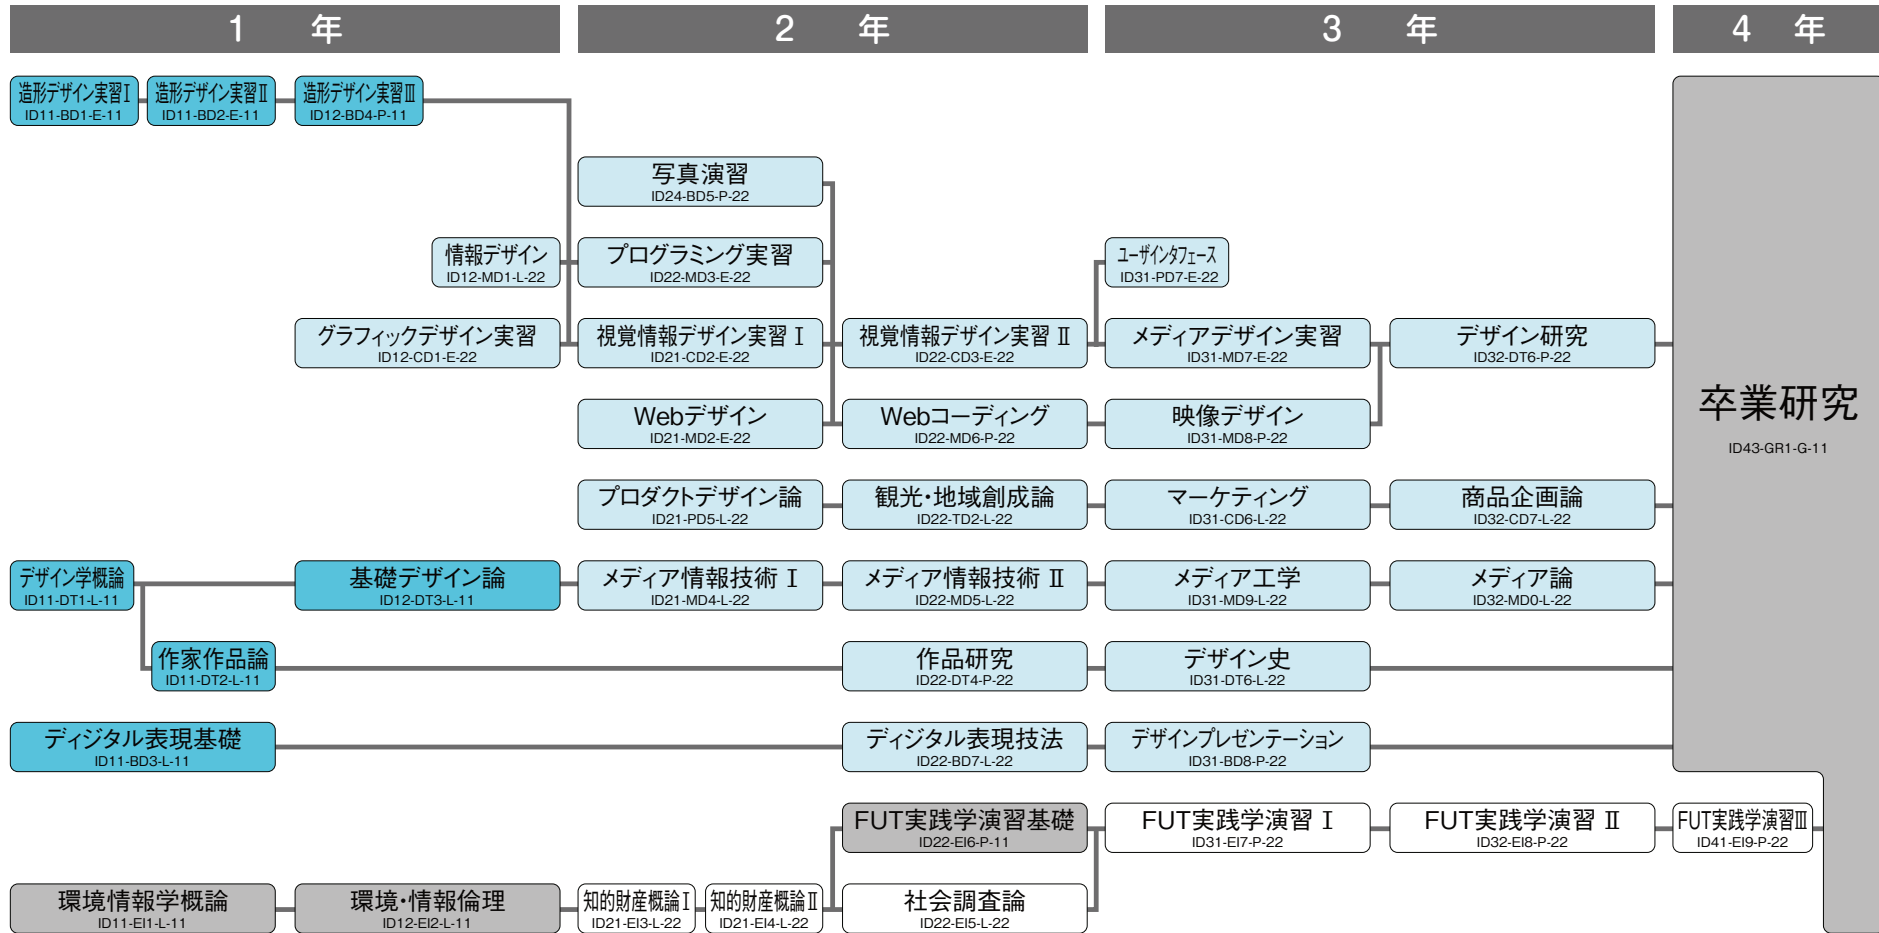 1 年
2 年
3 年
4 年
造形デザイン実習Ⅰ
ID11-BD1-E-11
造形デザイン実習Ⅱ
ID11-BD2-E-11
造形デザイン実習Ⅲ
ID12-BD4-P-11
写真演習
ID24-BD5-P-22
情報デザイン
ID12-MD1-L-22
プログラミング実習
ID22-MD3-E-22
ユーザインタフェース
ID31-PD7-E-22
グラフィックデザイン実習
ID12-CD1-E-22
視覚情報デザイン実習 Ⅰ
ID21-CD2-E-22
視覚情報デザイン実習 Ⅱ
ID22-CD3-E-22
メディアデザイン実習
ID31-MD7-E-22
デザイン研究
ID32-DT6-P-22
卒業研究
ID43-GR1-G-11
Webデザイン
ID21-MD2-E-22
Webコーディング
ID22-MD6-P-22
映像デザイン
ID31-MD8-P-22
プロダクトデザイン論
ID21-PD5-L-22
観光・地域創成論
ID22-TD2-L-22
マーケティング
ID31-CD6-L-22
商品企画論
ID32-CD7-L-22
デザイン学概論
ID11-DT1-L-11
基礎デザイン論
ID12-DT3-L-11
メディア情報技術 Ⅰ
ID21-MD4-L-22
メディア情報技術 Ⅱ
ID22-MD5-L-22
メディア工学
ID31-MD9-L-22
メディア論
ID32-MD0-L-22
作家作品論
ID11-DT2-L-11
作品研究
ID22-DT4-P-22
デザイン史
ID31-DT6-L-22
ディジタル表現基礎
ID11-BD3-L-11
ディジタル表現技法
ID22-BD7-L-22
デザインプレゼンテーション
ID31-BD8-P-22
FUT実践学演習基礎
ID22-EI6-P-11
FUT実践学演習 Ⅰ
ID31-EI7-P-22
FUT実践学演習 Ⅱ
ID32-EI8-P-22
FUT実践学演習Ⅲ
ID41-EI9-P-22
環境情報学概論
ID11-EI1-L-11
環境・情報倫理
ID12-EI2-L-11
知的財産概論Ⅰ
ID21-EI3-L-22
知的財産概論Ⅱ
ID21-EI4-L-22
社会調査論
ID22-EI5-L-22